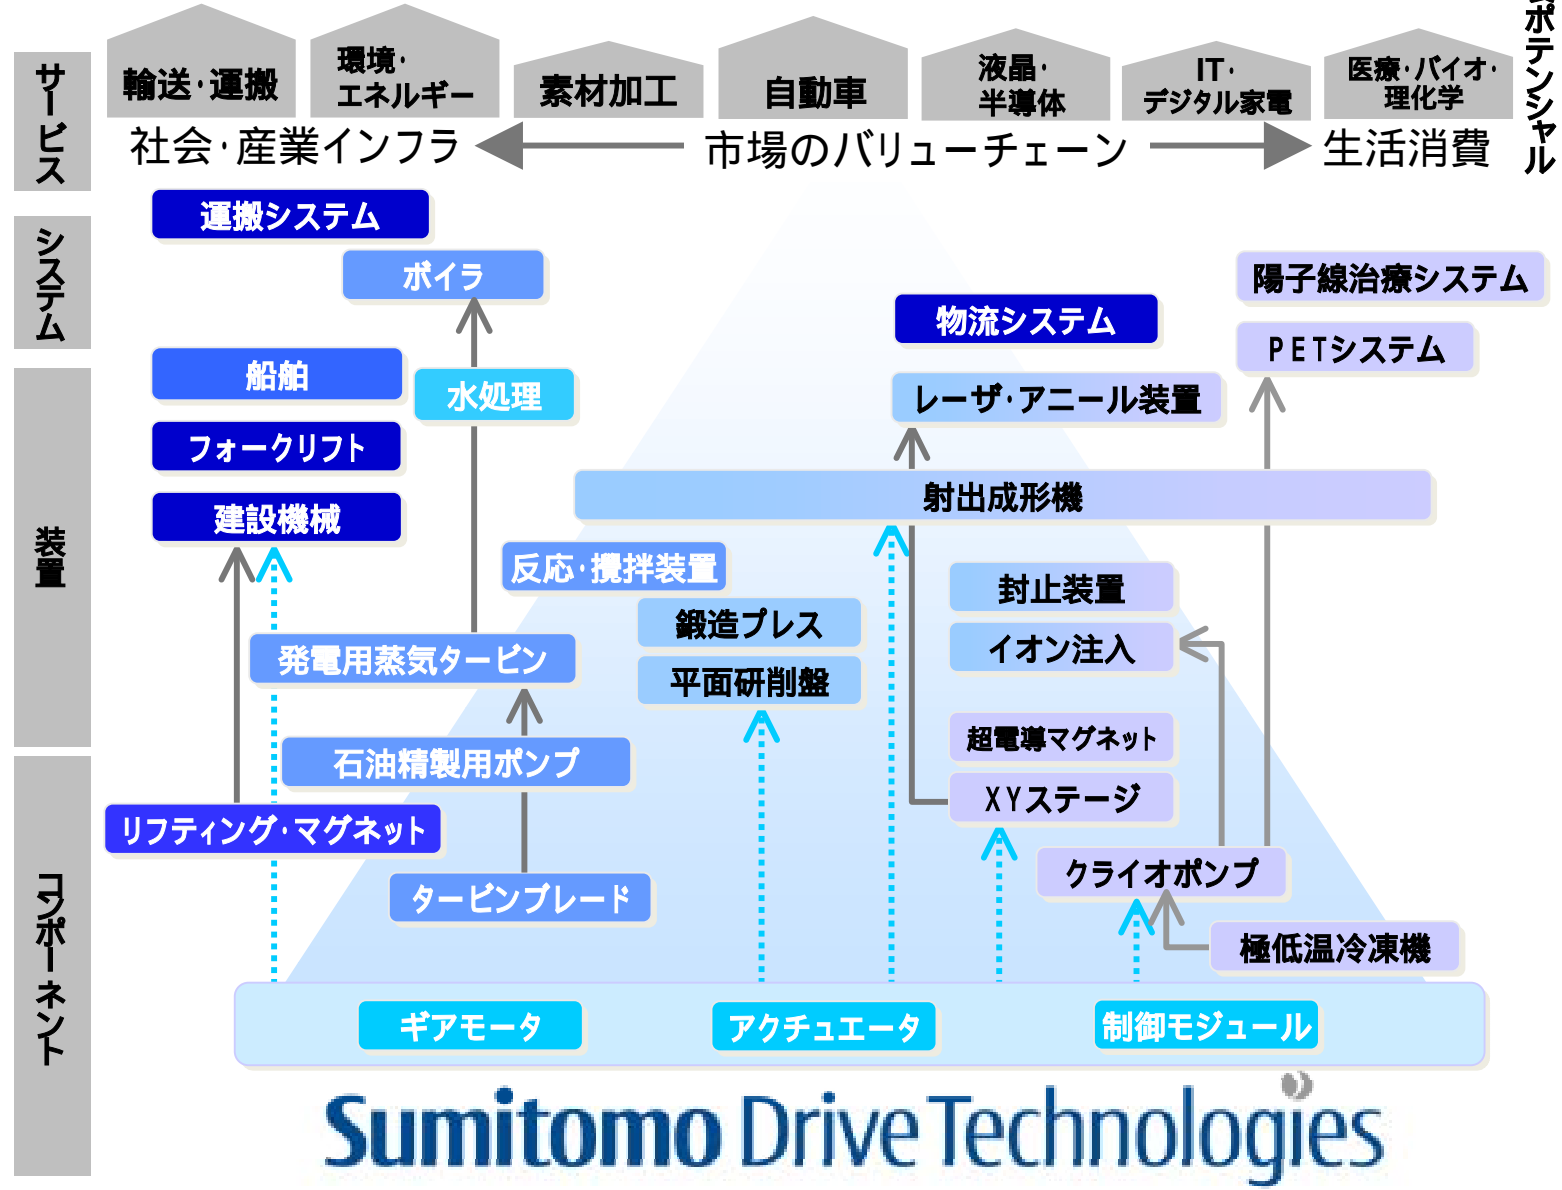 ポテンシャル
サービス
輸送・運搬
環境・
エネルギー
素材加工
自動車
液晶・
半導体
IT・
デジタル家電
医療・バイオ・
理化学
社会・産業インフラ
市場のバリューチェーン
生活消費
システム
運搬システム
ボイラ
陽子線治療システム
物流システム
PETシステム
装置
船舶
水処理
レーザ・アニール装置
フォークリフト
射出成形機
建設機械
反応・攪拌装置
封止装置
鍛造プレス
イオン注入
発電用蒸気タービン
平面研削盤
超電導マグネット
石油精製用ポンプ
XYステージ
コンポーネント
リフティング・マグネット
クライオポンプ
タービンブレード
極低温冷凍機
ギアモータ
アクチュエータ
制御モジュール
Sumitomo Drive Technologies